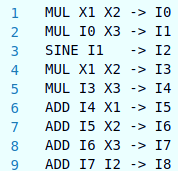 1 MUL X1 X2 -> I0
2 MUL I0 X3 -> I1
3 SINE I1 -> I2
4 MUL X1 X2 -> I3
5 MUL I3 X3 -> I4
6 ADD I4 X1 -> I5
7 ADD I5 X2 -> I6
8 ADD I6 X3 -> I7
9 ADD I7 I2 -> I8